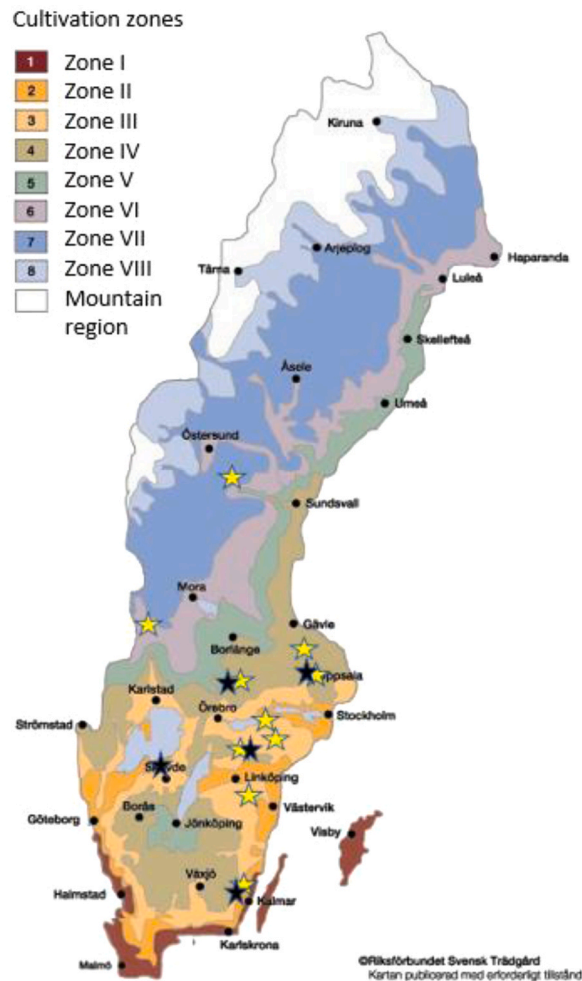 Cultivation zones
1 Zone I
2 Zone II
3 Zone III
4 Zone IV
5 Zone V
6 Zone VI
7 Zone VII
8 Zone VIII
Mountain
region
Kiruna
Arjeplog
Haparanda
Tärna
Luleå
Skellefteå
Åsele
Umeå
Östersund
Sundsvall
Mora
Gävle
Borlänge
Uppsala
Karlstad
Örebro
Stockholm
Strömstad
Skövde
Linköping
Västervik
Göteborg
Borås
Jönköping
Visby
Växjö
Halmstad
Kalmar
Karlskrona
Malmö
©Riksförbundet Svensk Trädgård
Kartan publicerad med erforderligt tillstånd